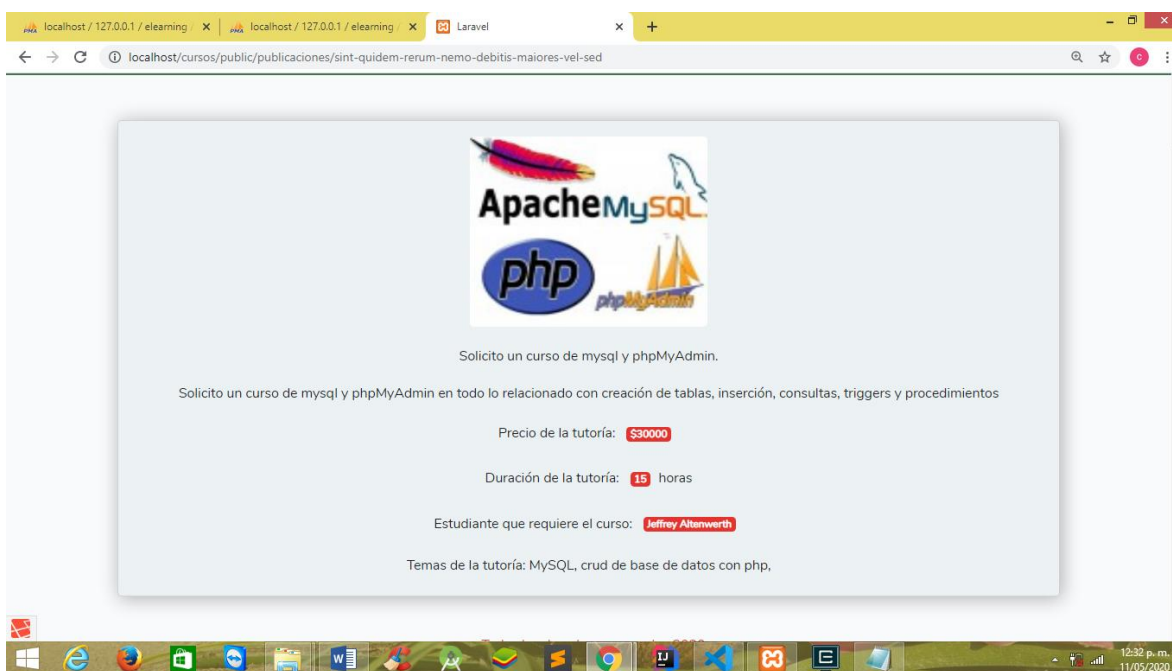 localhost / 127.0.0.1 / elearning /
localhost / 127.0.0.1 / elearning /
Laravel
localhost/cursos/public/publicaciones/sint-quidem-rerum-nemo-debitis-maiores-vel-sed
c
Apache MySQL
php phpMyAdmin
Solicito un curso de mysql y phpMyAdmin.
Solicito un curso de mysql y phpMyAdmin en todo lo relacionado con creación de tablas, inserción, consultas, triggers y procedimientos
Precio de la tutoría: $30000
Duración de la tutoría: 15 horas
Estudiante que requiere el curso: Jeffrey Altenwerth
Temas de la tutoría: MySQL, crud de base de datos con php,
12:32 p. m.